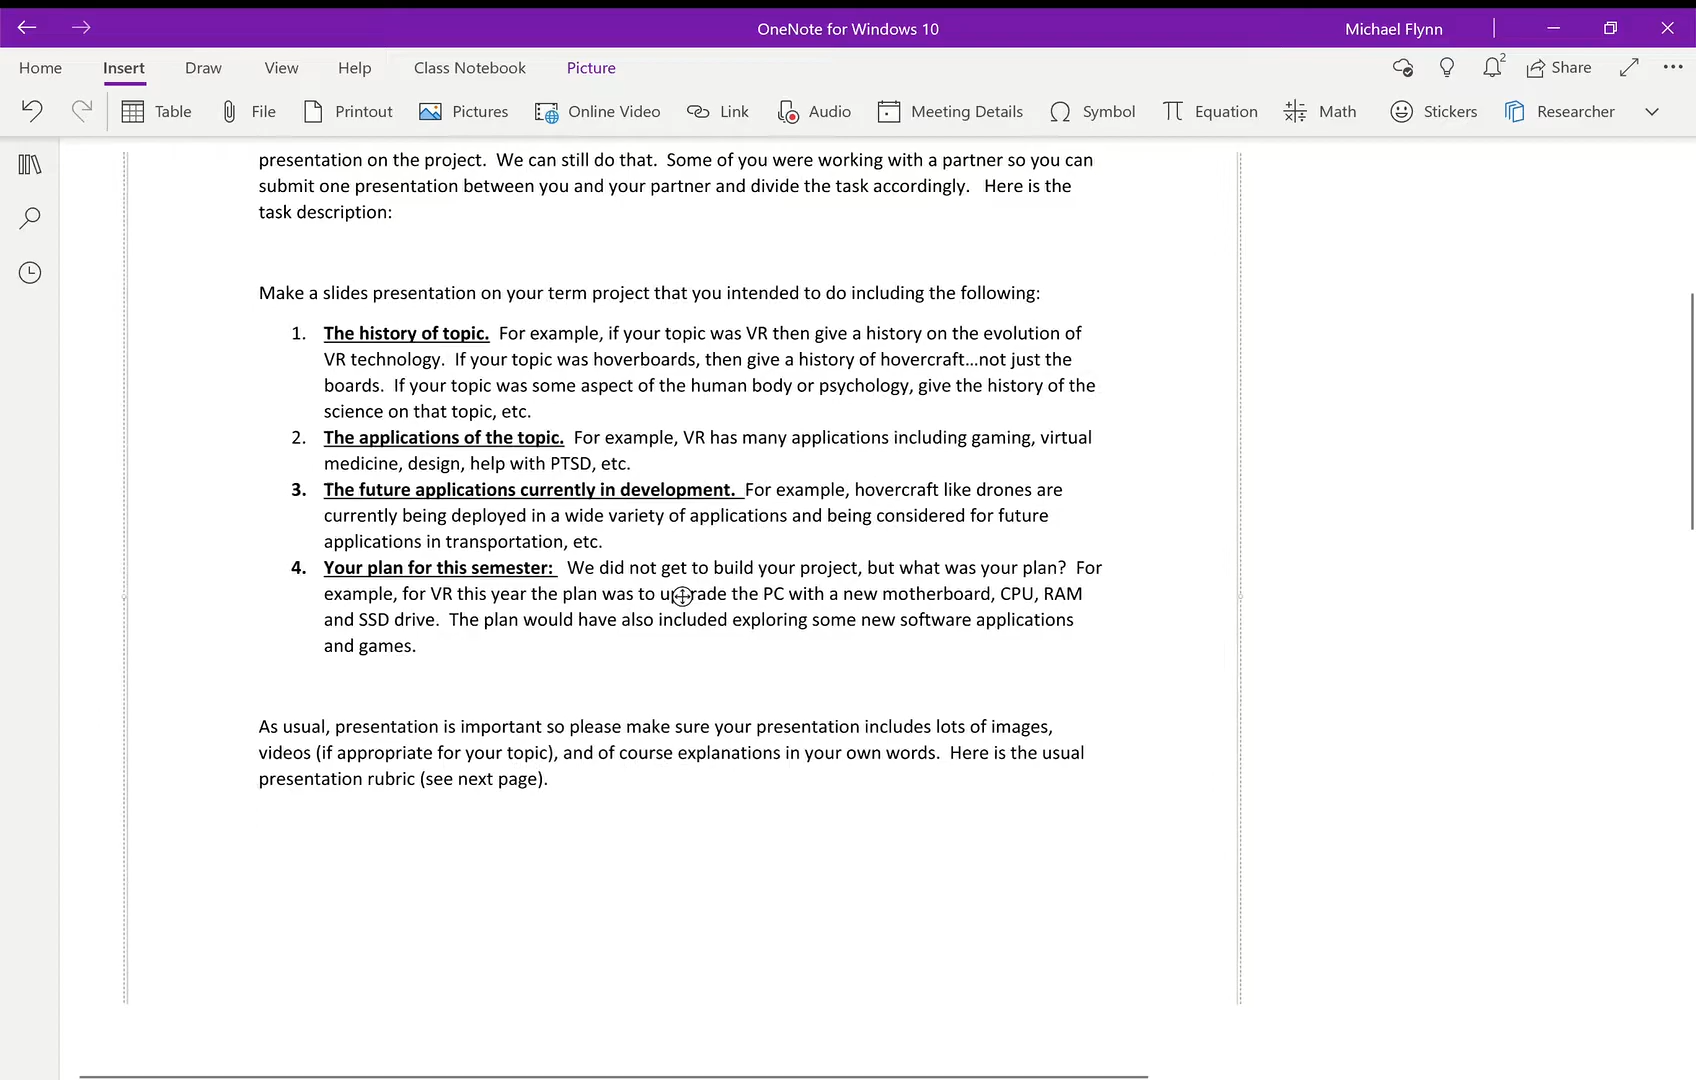 OneNote for Windows 10
Michael Flynn
Home Insert Draw View Help Class Notebook Picture 2 Share
Table File Printout Pictures Online Video Link Audio Meeting Details Symbol Equation Math Stickers Researcher
presentation on the project.  We can still do that.  Some of you were working with a partner so you can
submit one presentation between you and your partner and divide the task accordingly.   Here is the
task description:
Make a slides presentation on your term project that you intended to do including the following:
1. The history of topic.  For example, if your topic was VR then give a history on the evolution of
VR technology.  If your topic was hoverboards, then give a history of hovercraft...not just the
boards.  If your topic was some aspect of the human body or psychology, give the history of the
science on that topic, etc.
2. The applications of the topic.  For example, VR has many applications including gaming, virtual
medicine, design, help with PTSD, etc.
3. The future applications currently in development.  For example, hovercraft like drones are
currently being deployed in a wide variety of applications and being considered for future
applications in transportation, etc.
4. Your plan for this semester:  We did not get to build your project, but what was your plan?  For
example, for VR this year the plan was to upgrade the PC with a new motherboard, CPU, RAM
and SSD drive.  The plan would have also included exploring some new software applications
and games.
As usual, presentation is important so please make sure your presentation includes lots of images,
videos (if appropriate for your topic), and of course explanations in your own words.  Here is the usual
presentation rubric (see next page).